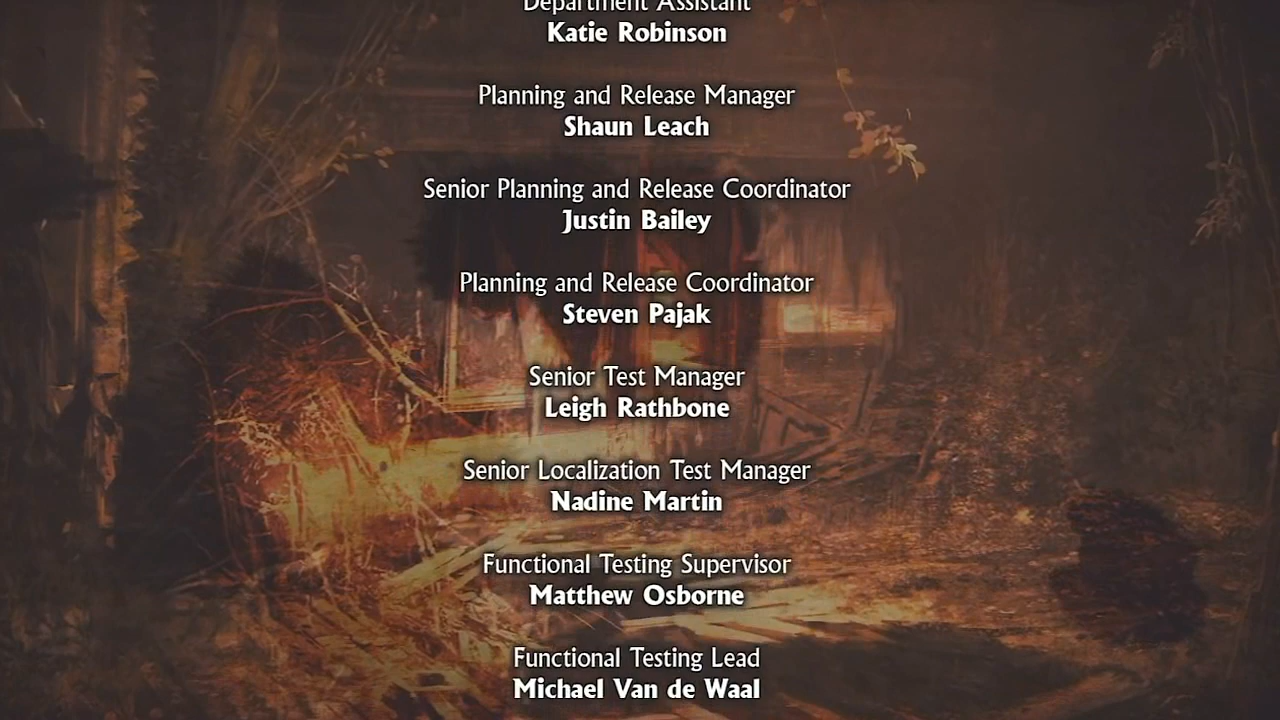 Department Assistant
Katie Robinson
Planning and Release Manager
Shaun Leach
Senior Planning and Release Coordinator
Justin Bailey
Planning and Release Coordinator
Steven Pajak
Senior Test Manager
Leigh Rathbone
Senior Localization Test Manager
Nadine Martin
Functional Testing Supervisor
Matthew Osborne
Functional Testing Lead
Michael Van de Waal